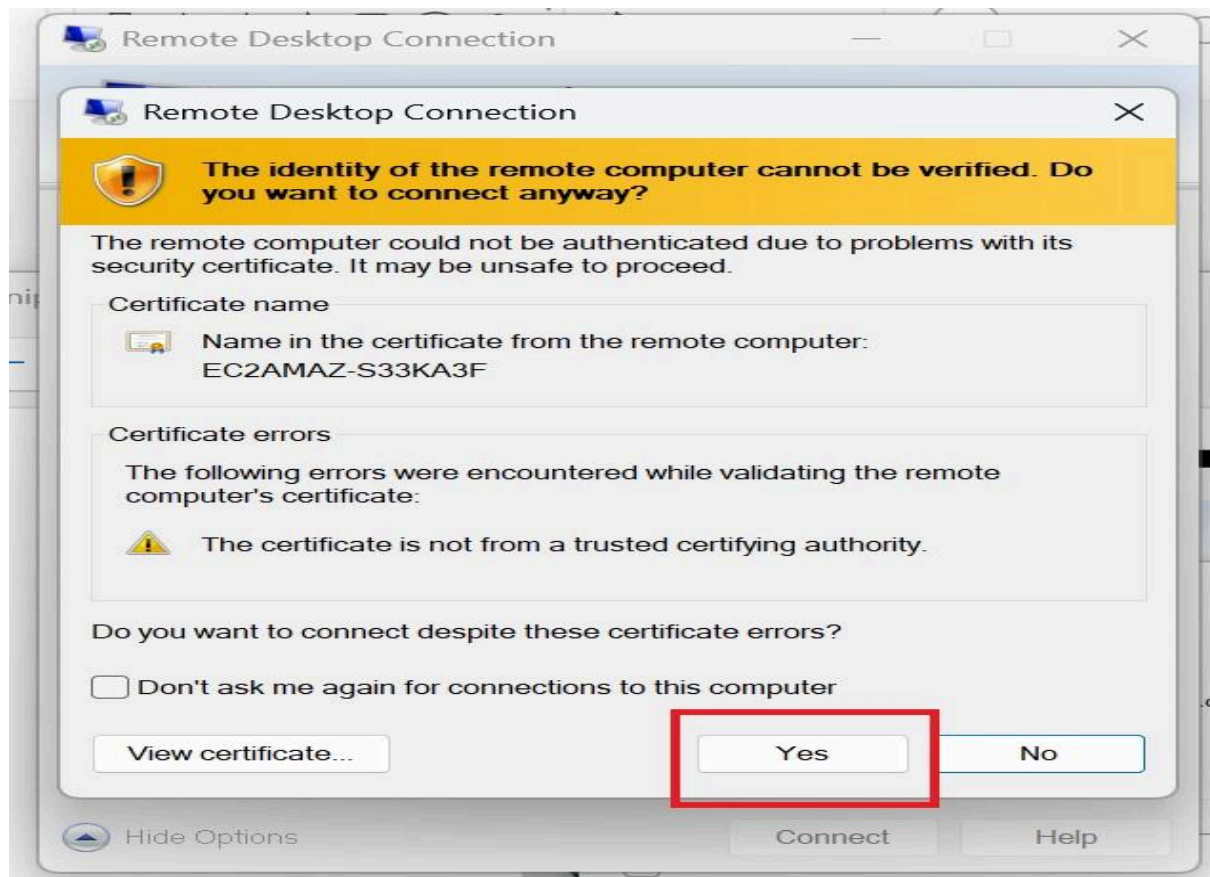 Remote Desktop Connection
Remote Desktop Connection
The identity of the remote computer cannot be verified. Do
you want to connect anyway?
The remote computer could not be authenticated due to problems with its
security certificate. It may be unsafe to proceed.
Certificate name
Name in the certificate from the remote computer:
EC2AMAZ-S33KA3F
Certificate errors
The following errors were encountered while validating the remote
computer's certificate:
The certificate is not from a trusted certifying authority.
Do you want to connect despite these certificate errors?
Don't ask me again for connections to this computer
View certificate...
Yes
No
Hide Options
Connect
Help